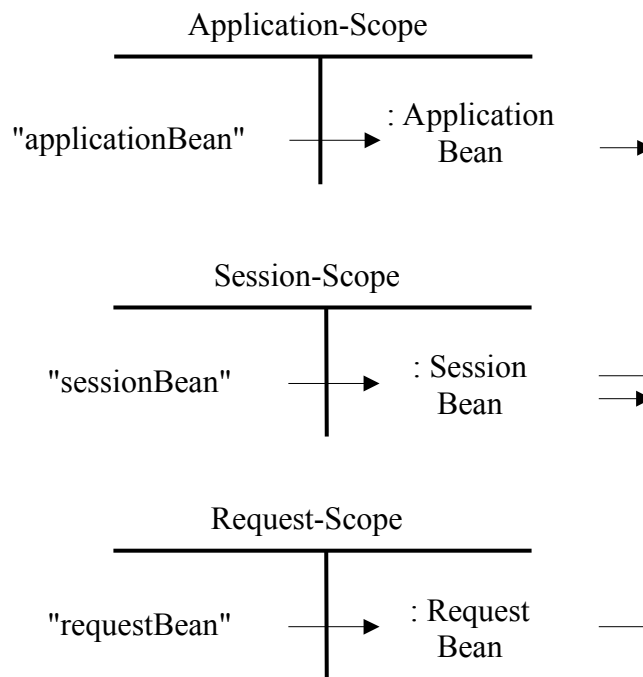 Application-Scope
"applicationBean"
: Application
Bean
Session-Scope
"sessionBean"
: Session
Bean
Request-Scope
"requestBean"
: Request
Bean